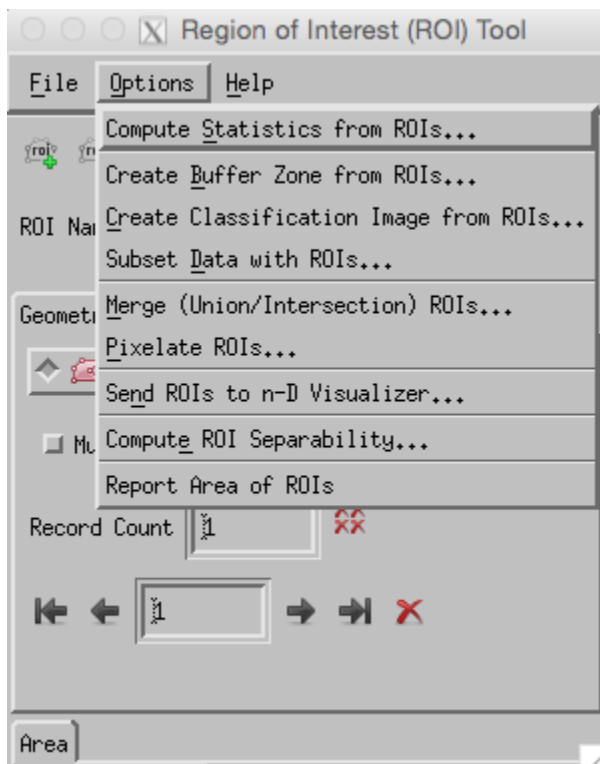 Region of Interest (ROI) Tool
File Options Help
Compute Statistics from ROIs...
Create Buffer Zone from ROIs...
ROI Na Create Classification Image from ROIs...
Subset Data with ROIs...
Geomet Merge (Union/Intersection) ROIs...
Pixelate ROIs...
Send ROIs to n-D Visualizer...
Mu Compute ROI Separability...
Report Area of ROIs
Record Count 1
1
Area